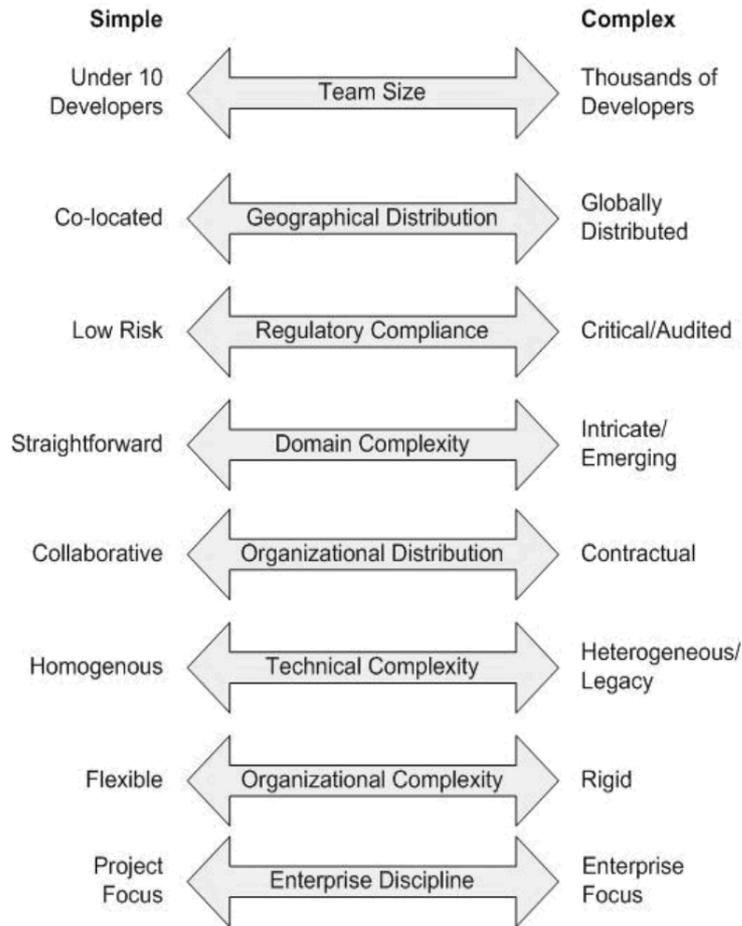 Simple
Complex
Under 10
Developers
Team Size
Thousands of
Developers
Co-located
Geographical Distribution
Globally
Distributed
Low Risk
Regulatory Compliance
Critical/Audited
Straightforward
Domain Complexity
Intricate/
Emerging
Collaborative
Organizational Distribution
Contractual
Homogenous
Technical Complexity
Heterogeneous/
Legacy
Flexible
Organizational Complexity
Rigid
Project
Focus
Enterprise Discipline
Enterprise
Focus